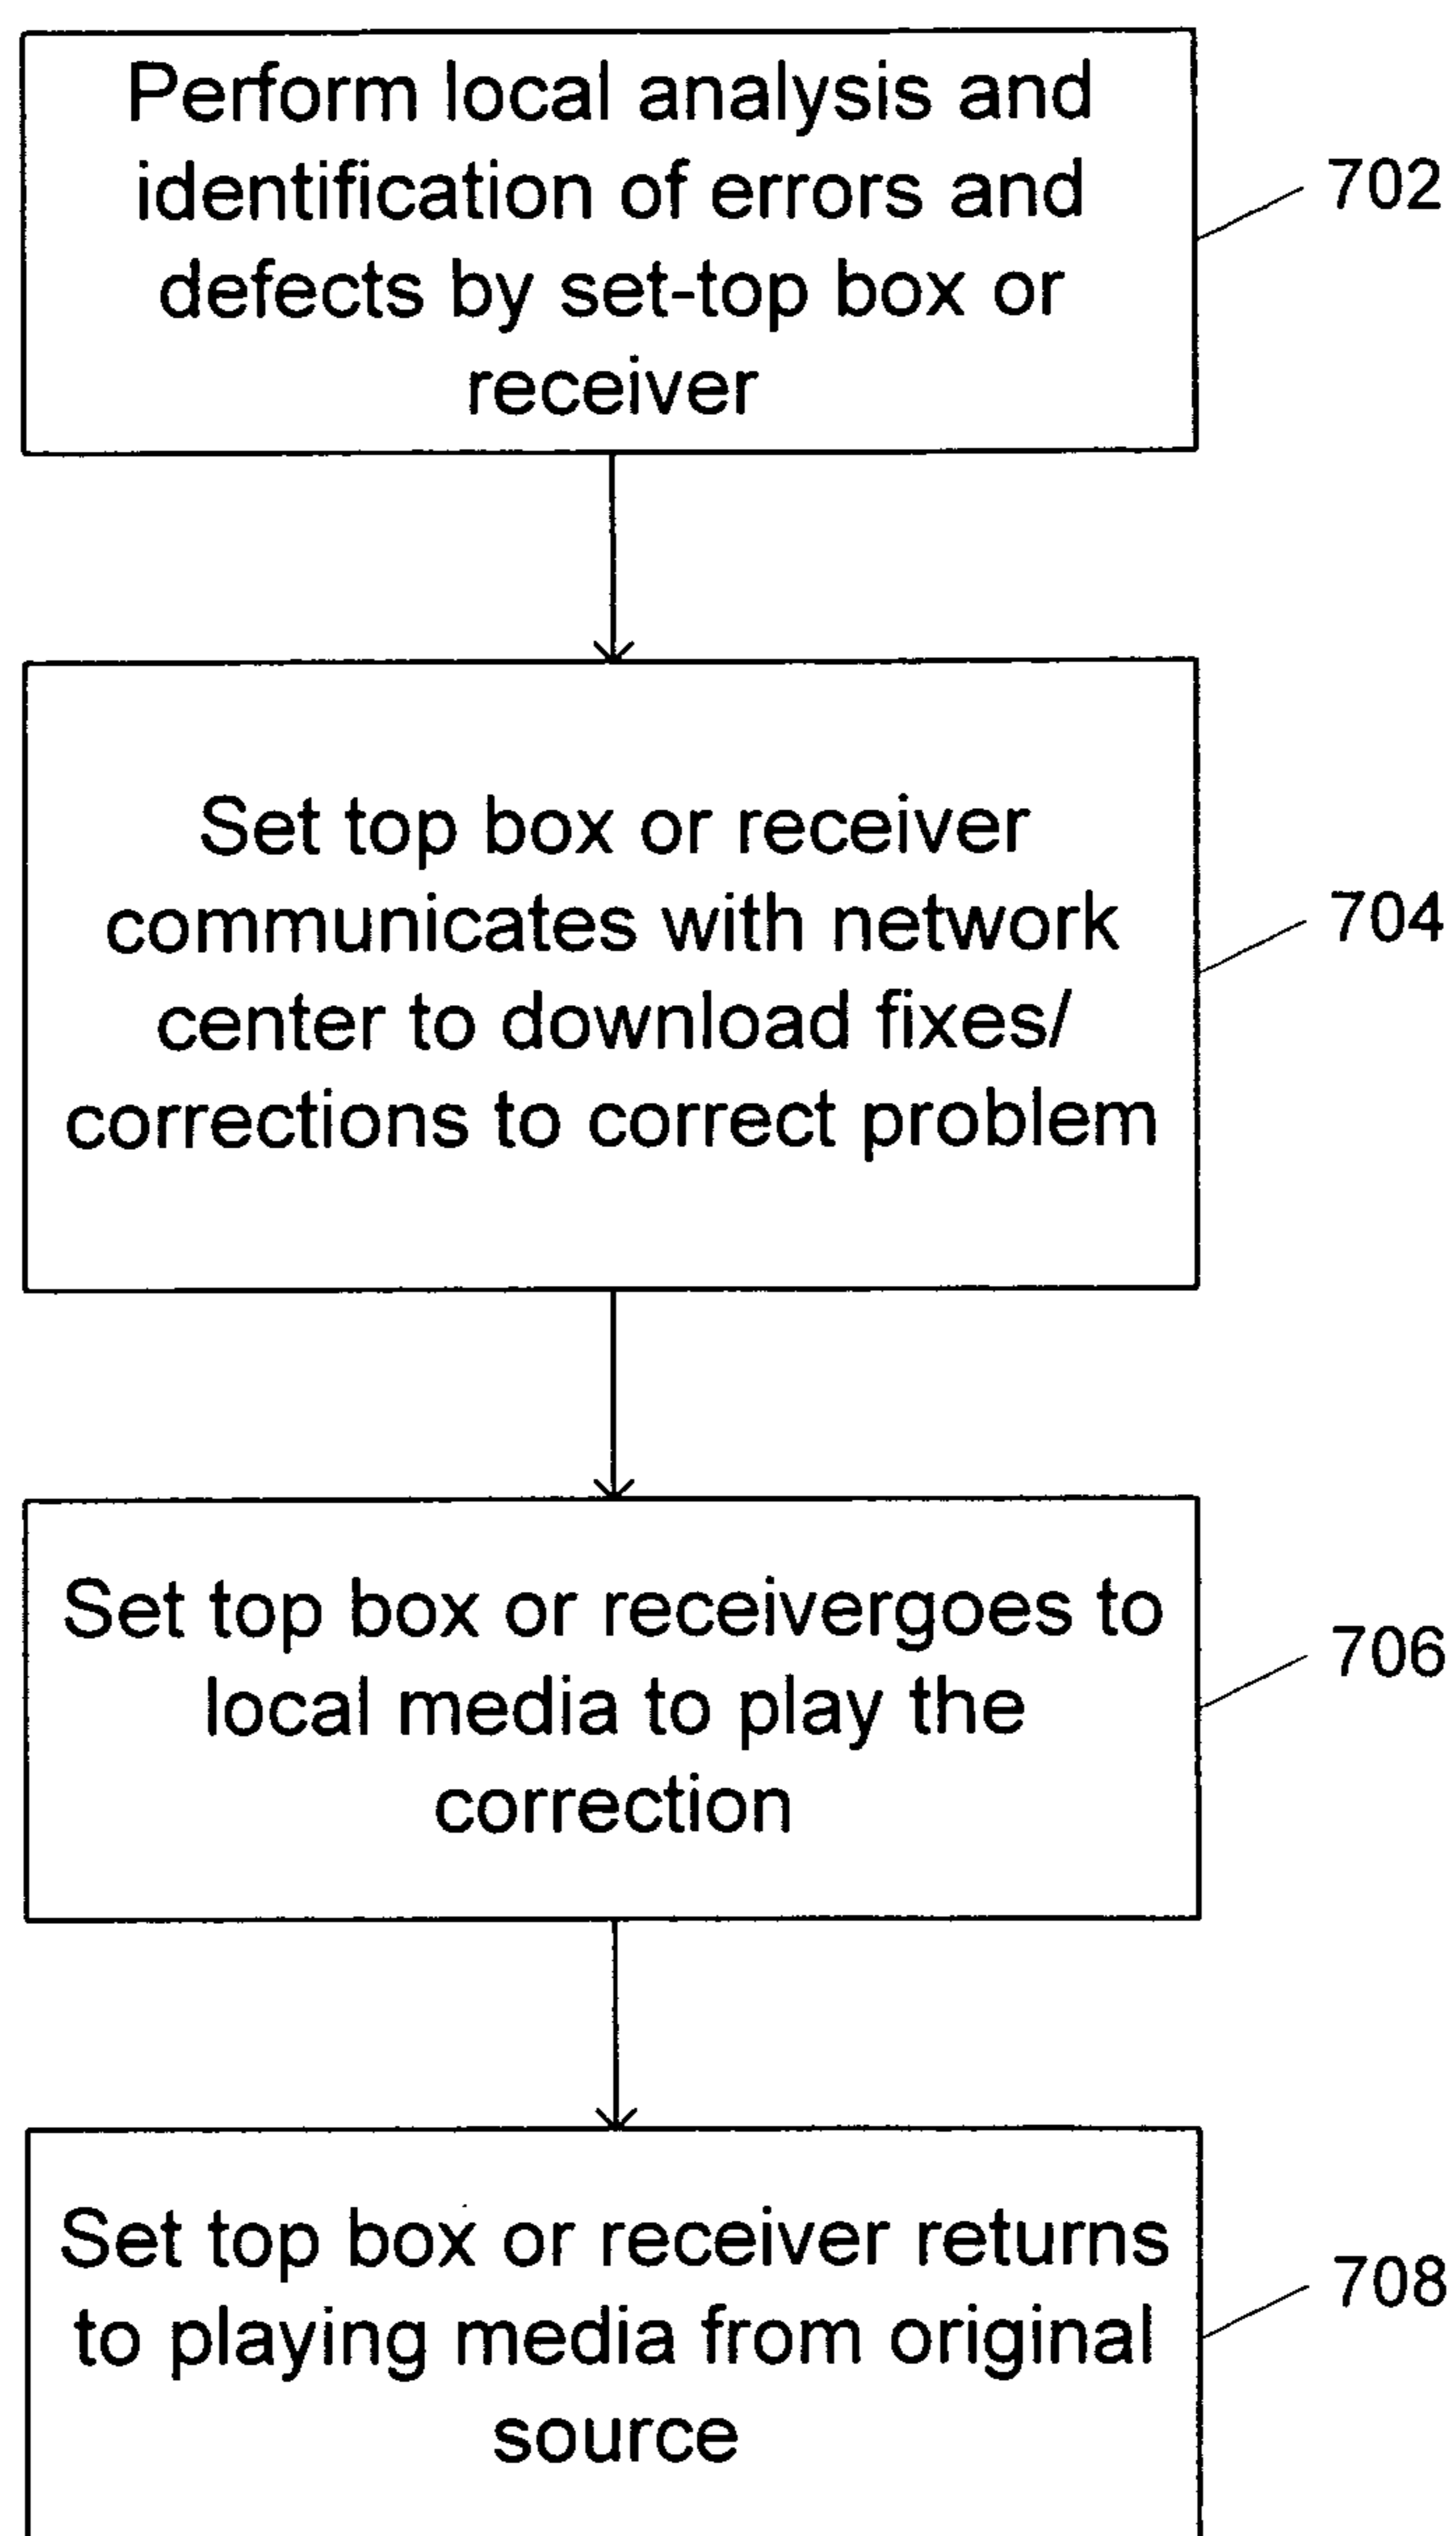 Perform local analysis and
identification of errors and
defects by set-top box or
receiver
702
Set top box or receiver
communicates with network
center to download fixes/
corrections to correct problem
704
Set top box or receivergoes to
local media to play the
correction
706
Set top box or receiver returns
to playing media from original
source
708